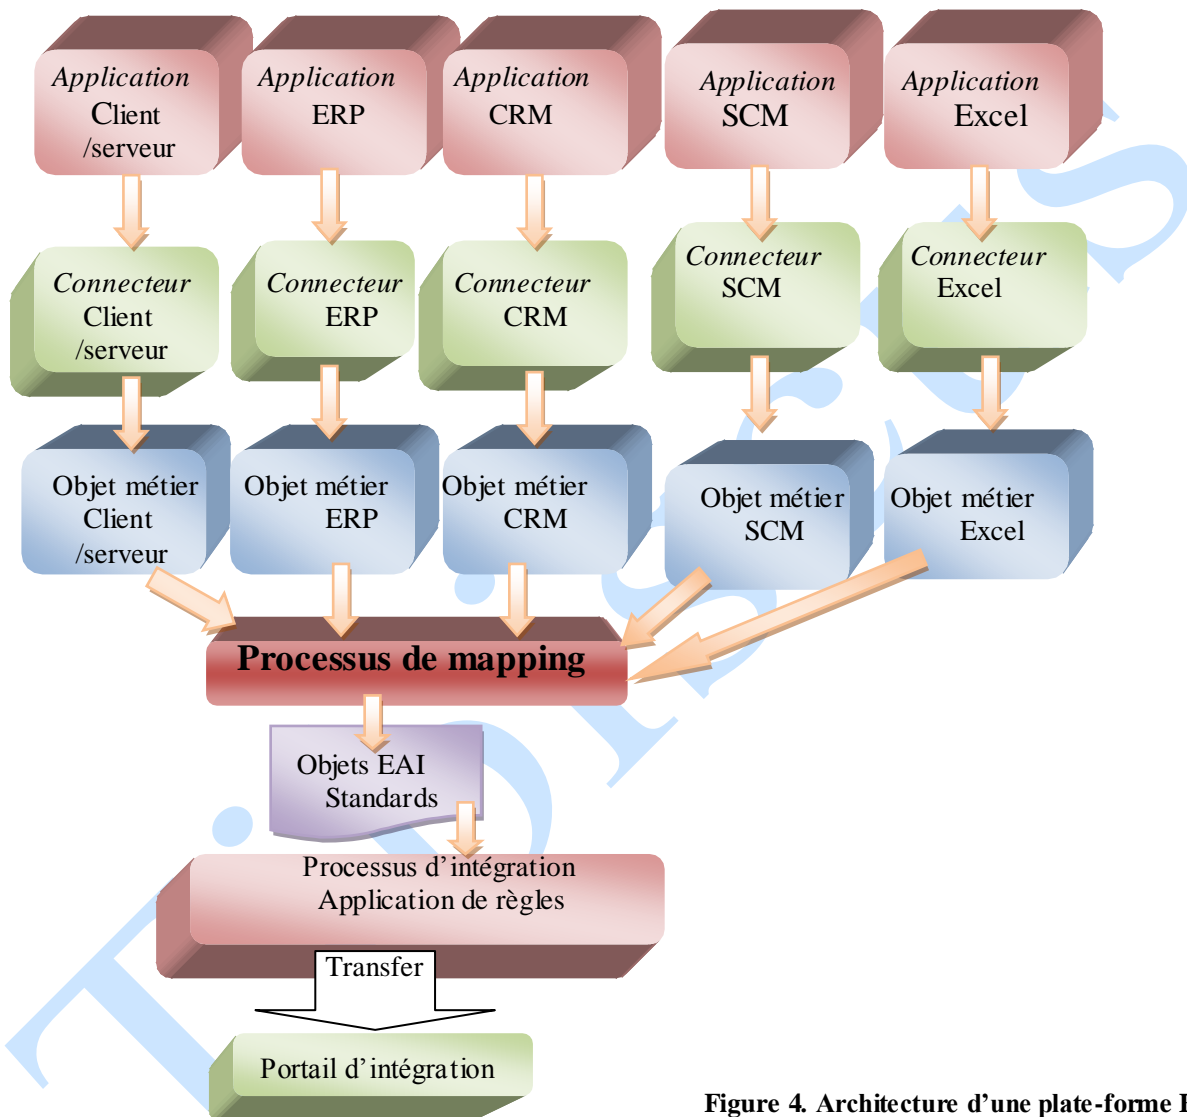 Application
Client
/serveur
Application
ERP
Application
CRM
Application
SCM
Application
Excel
Connecteur
Client
/serveur
Connecteur
ERP
Connecteur
CRM
Connecteur
SCM
Connecteur
Excel
Objet métier
Client
/serveur
Objet métier
ERP
Objet métier
CRM
Objet métier
SCM
Objet métier
Excel
Processus de mapping
Objets EAI
Standards
Processus d'intégration
Application de règles
Transfer
Portail d'intégration
Figure 4. Architecture d'une plate-forme